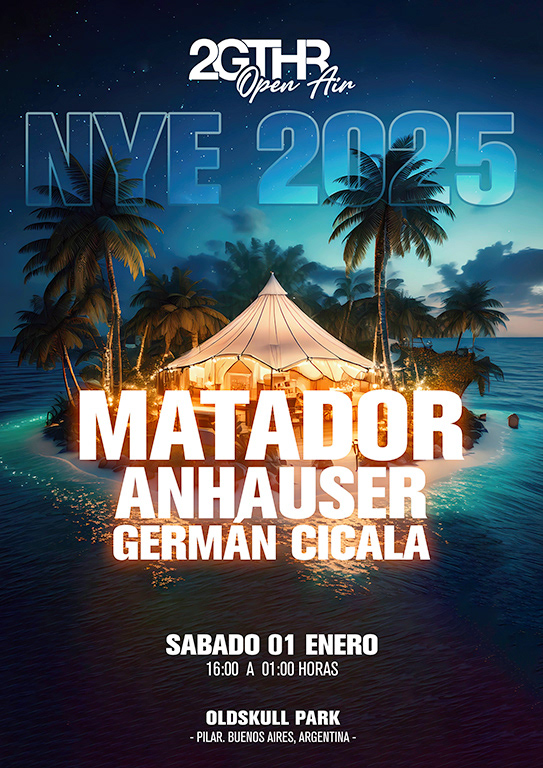 2GTHR
Open Air
NYE 2025
MATADOR
ANHAUSER
GERMÁN CICALA
SABADO 01 ENERO
16:00 A 01:00 HORAS
OLDSKULL PARK
- PILAR. BUENOS AIRES, ARGENTINA -